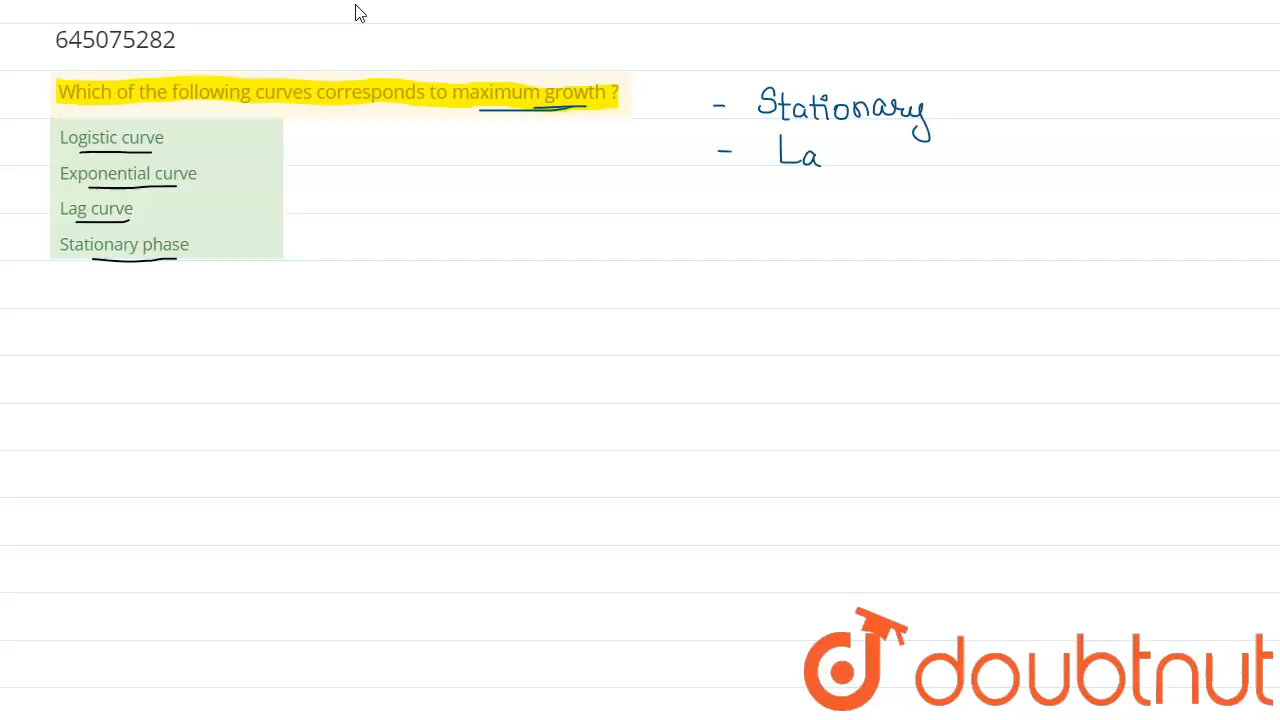 645075282
Which of the following curves corresponds to maximum growth ?
Logistic curve
Exponential curve
Lag curve
Stationary phase
- Stationary
- La
doubtnut